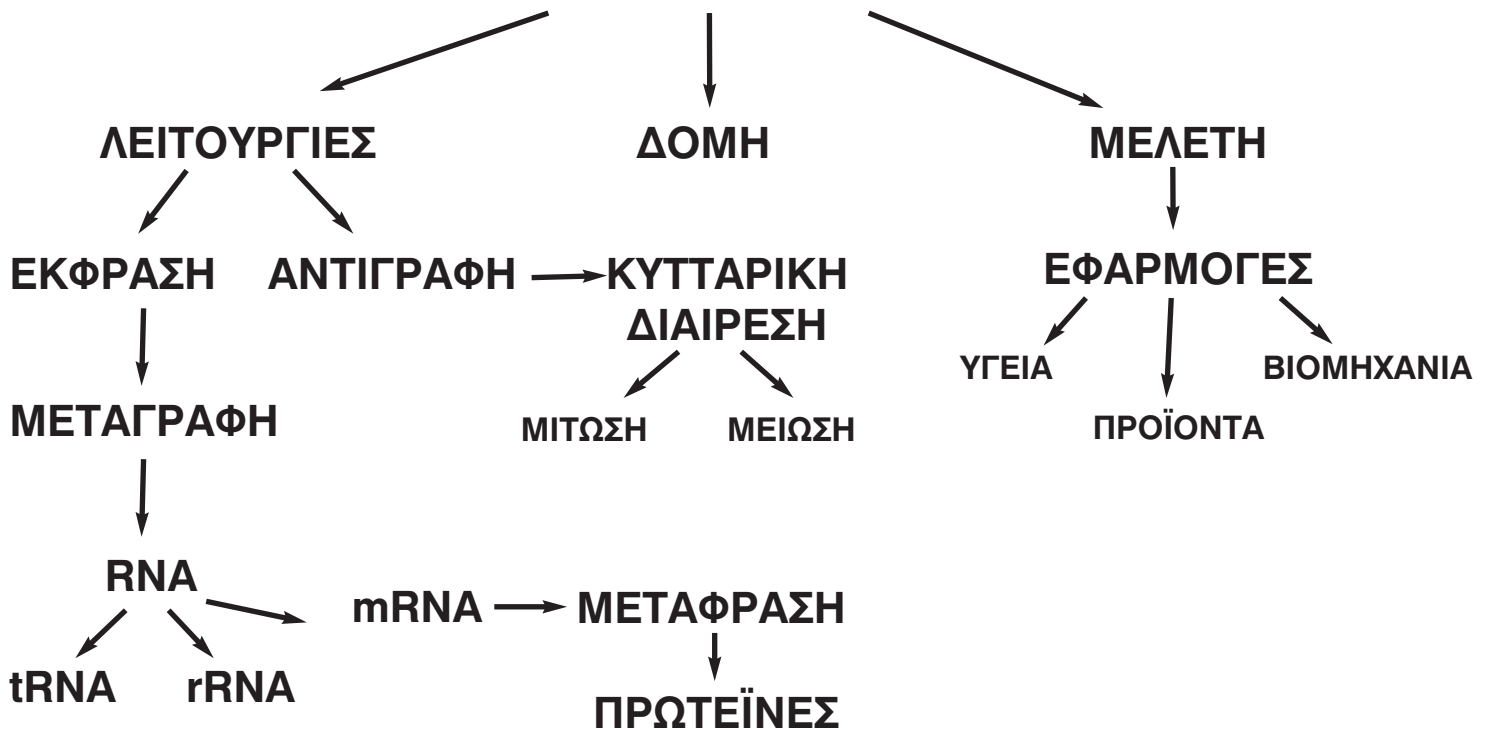 ΛΕΙΤΟΥΡΓΙΕΣ ΔΟΜΗ ΜΕΛΕΤΗ
ΕΚΦΡΑΣΗ ΑΝΤΙΓΡΑΦΗ ΚΥΤΤΑΡΙΚΗ ΕΦΑΡΜΟΓΕΣ
ΔΙΑΙΡΕΣΗ
ΥΓΕΙΑ ΒΙΟΜΗΧΑΝΙΑ
ΜΕΤΑΓΡΑΦΗ ΜΙΤΩΣΗ ΜΕΙΩΣΗ ΠΡΟΪΟΝΤΑ
RNA
mRNA ΜΕΤΑΦΡΑΣΗ
tRNA rRNA
ΠΡΩΤΕΪΝΕΣ